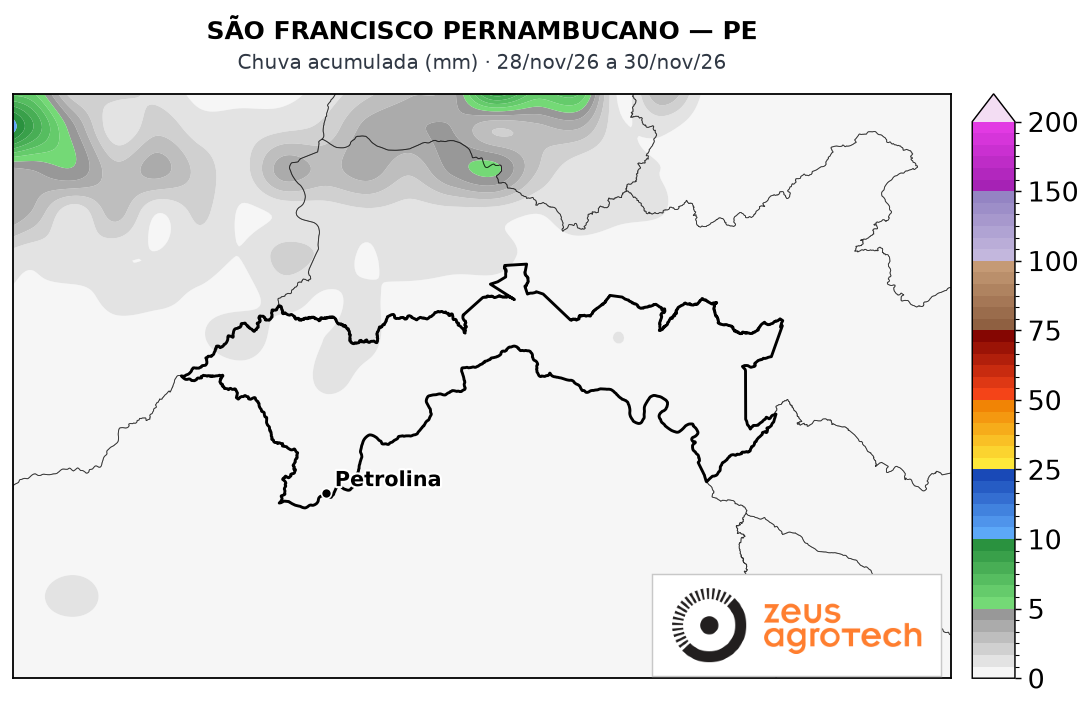 SÃO FRANCISCO PERNAMBUCANO — PE
Chuva acumulada (mm) · 28/nov/26 a 30/nov/26
200
150
100
75
50
25
10
5
0
Petrolina
zeus
agrotech